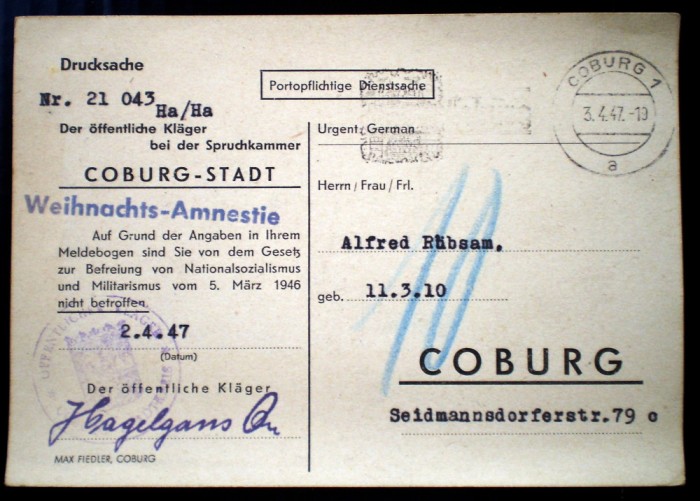 Drucksache
Nr. 21 043
Ha/Ha
Der öffentliche Kläger
bei der Spruchkammer
COBURG-STADT
Weihnachts-Amnestie
Auf Grund der Angaben in Ihrem
Meldebogen sind Sie von dem Gesetz
zur Befreiung von Nationalsozialismus
und Militarismus vom 5. März 1946
nicht betroffen.
2.4.47
(Datum)
Der öffentliche Kläger
Hagelgans
MAX FIEDLER, COBURG
Portopflichtige Dienstsache
COBURG 1
3.4.47.-19
a
Urgent, German
Herrn / Frau / Frl.
Alfred Rübsam,
geb. 11.3.10
COBURG
Seidmannsdorferstr.79 c